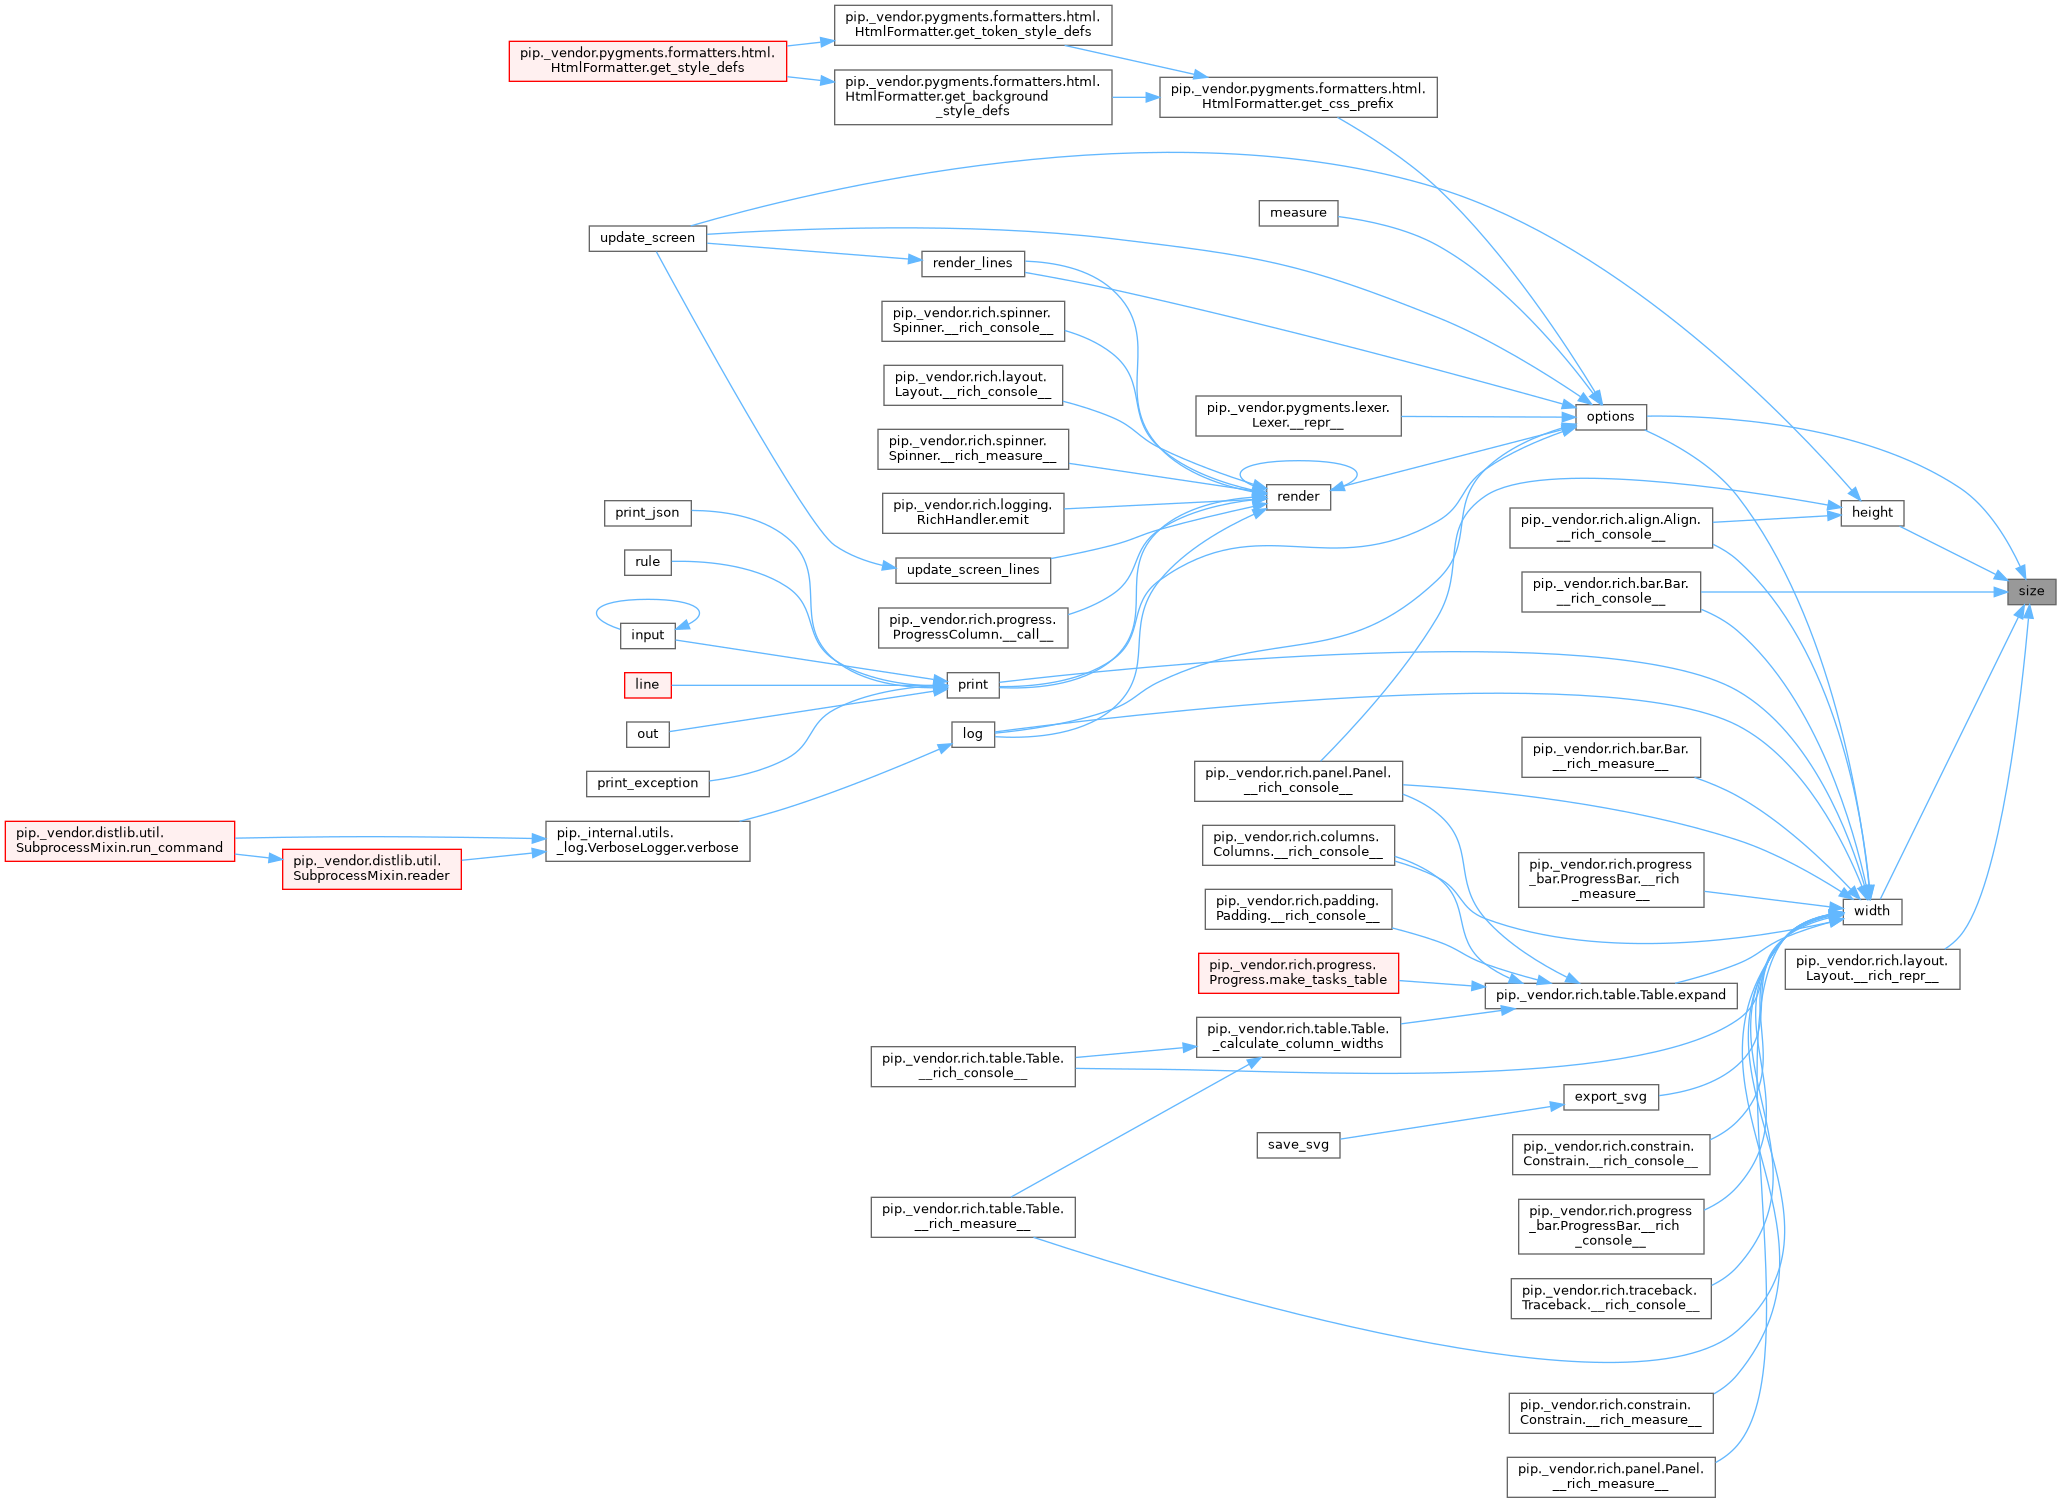 pip._vendor.pygments.formatters.html.
HtmlFormatter.get_token_style_defs
pip._vendor.pygments.formatters.html.
HtmlFormatter.get_style_defs
pip._vendor.pygments.formatters.html.
HtmlFormatter.get_background
_style_defs
pip._vendor.pygments.formatters.html.
HtmlFormatter.get_css_prefix
measure
update_screen
render_lines
pip._vendor.rich.spinner.
Spinner.__rich_console__
pip._vendor.rich.layout.
Layout.__rich_console__
pip._vendor.pygments.lexer.
Lexer.__repr__
options
pip._vendor.rich.spinner.
Spinner.__rich_measure__
render
pip._vendor.rich.logging.
RichHandler.emit
print_json
height
pip._vendor.rich.align.Align.
__rich_console__
rule
update_screen_lines
pip._vendor.rich.bar.Bar.
__rich_console__
size
pip._vendor.rich.progress.
ProgressColumn.__call__
input
line
print
out
log
pip._vendor.rich.bar.Bar.
__rich_measure__
print_exception
pip._vendor.rich.panel.Panel.
__rich_console__
pip._vendor.distlib.util.
SubprocessMixin.run_command
pip._internal.utils.
_log.VerboseLogger.verbose
pip._vendor.rich.columns.
Columns.__rich_console__
pip._vendor.distlib.util.
SubprocessMixin.reader
pip._vendor.rich.progress
_bar.ProgressBar.__rich
_measure__
pip._vendor.rich.padding.
Padding.__rich_console__
width
pip._vendor.rich.layout.
Layout.__rich_repr__
pip._vendor.rich.progress.
Progress.make_tasks_table
pip._vendor.rich.table.Table.expand
pip._vendor.rich.table.Table.
_calculate_column_widths
pip._vendor.rich.table.Table.
__rich_console__
export_svg
save_svg
pip._vendor.rich.constrain.
Constrain.__rich_console__
pip._vendor.rich.table.Table.
__rich_measure__
pip._vendor.rich.progress
_bar.ProgressBar.__rich
_console__
pip._vendor.rich.traceback.
Traceback.__rich_console__
pip._vendor.rich.constrain.
Constrain.__rich_measure__
pip._vendor.rich.panel.Panel.
__rich_measure__